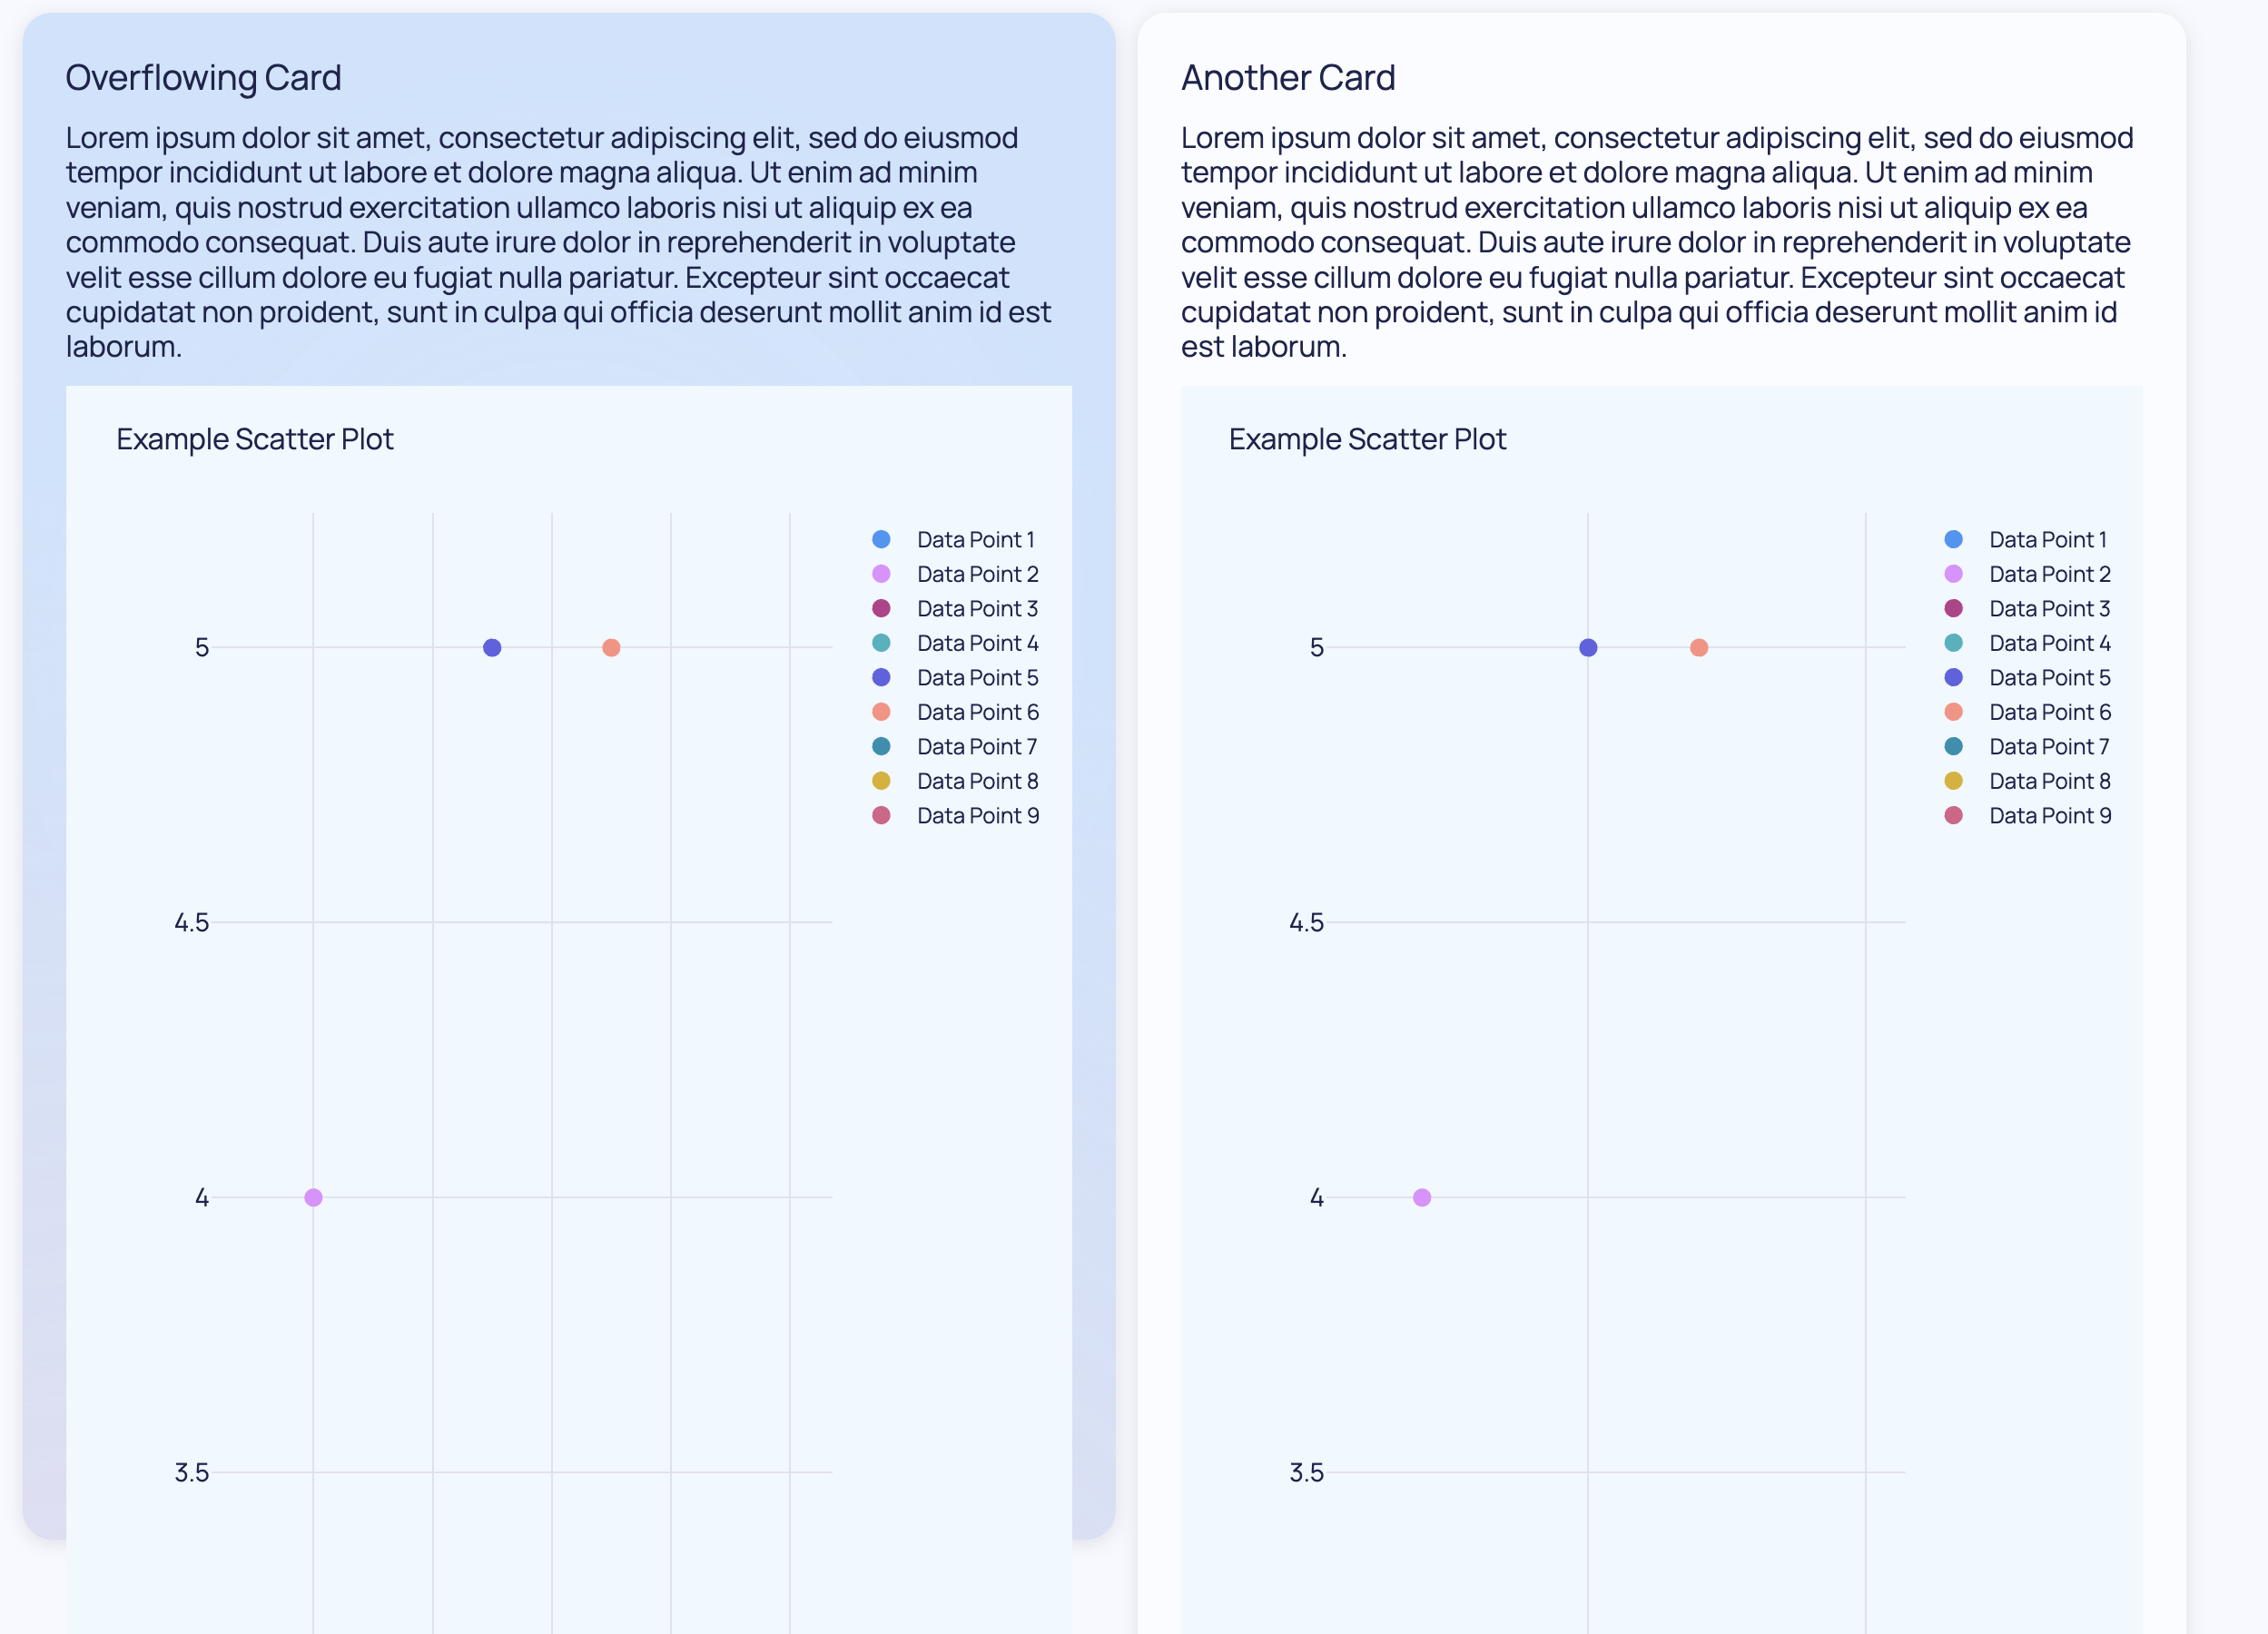 Overflowing Card
Lorem ipsum dolor sit amet, consectetur adipiscing elit, sed do eiusmod
tempor incididunt ut labore et dolore magna aliqua. Ut enim ad minim
veniam, quis nostrud exercitation ullamco laboris nisi ut aliquip ex ea
commodo consequat. Duis aute irure dolor in reprehenderit in voluptate
velit esse cillum dolore eu fugiat nulla pariatur. Excepteur sint occaecat
cupidatat non proident, sunt in culpa qui officia deserunt mollit anim id est
laborum.
Example Scatter Plot
Data Point 1
Data Point 2
Data Point 3
Data Point 4
Data Point 5
Data Point 6
Data Point 7
Data Point 8
Data Point 9
5
4.5
4
3.5
Another Card
Lorem ipsum dolor sit amet, consectetur adipiscing elit, sed do eiusmod
tempor incididunt ut labore et dolore magna aliqua. Ut enim ad minim
veniam, quis nostrud exercitation ullamco laboris nisi ut aliquip ex ea
commodo consequat. Duis aute irure dolor in reprehenderit in voluptate
velit esse cillum dolore eu fugiat nulla pariatur. Excepteur sint occaecat
cupidatat non proident, sunt in culpa qui officia deserunt mollit anim id
est laborum.
Example Scatter Plot
Data Point 1
Data Point 2
Data Point 3
Data Point 4
Data Point 5
Data Point 6
Data Point 7
Data Point 8
Data Point 9
5
4.5
4
3.5